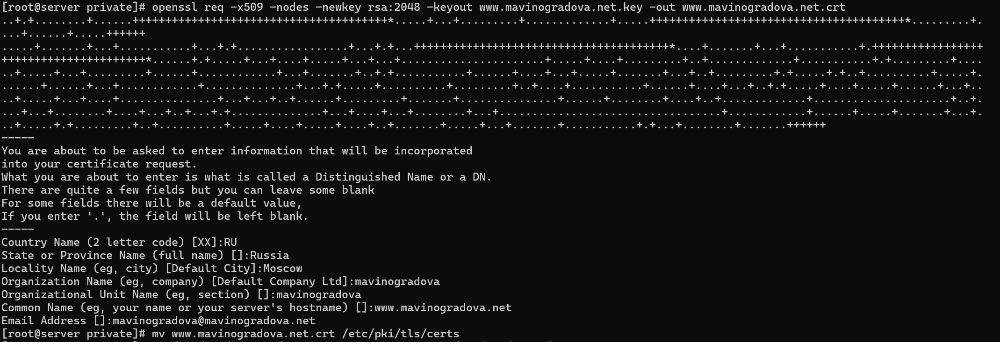 [root@server private]# openssl req -x509 -nodes -newkey rsa:2048 -keyout www.mavinogradova.net.key -out www.mavinogradova.net.crt
-----
You are about to be asked to enter information that will be incorporated
into your certificate request.
What you are about to enter is what is called a Distinguished Name or a DN.
There are quite a few fields but you can leave some blank
For some fields there will be a default value,
If you enter '.', the field will be left blank.
-----
Country Name (2 letter code) [XX]:RU
State or Province Name (full name) []:Russia
Locality Name (eg, city) [Default City]:Moscow
Organization Name (eg, company) [Default Company Ltd]:mavinogradova
Organizational Unit Name (eg, section) []:mavinogradova
Common Name (eg, your name or your server's hostname) []:www.mavinogradova.net
Email Address []:mavinogradova@mavinogradova.net
[root@server private]# mv www.mavinogradova.net.crt /etc/pki/tls/certs